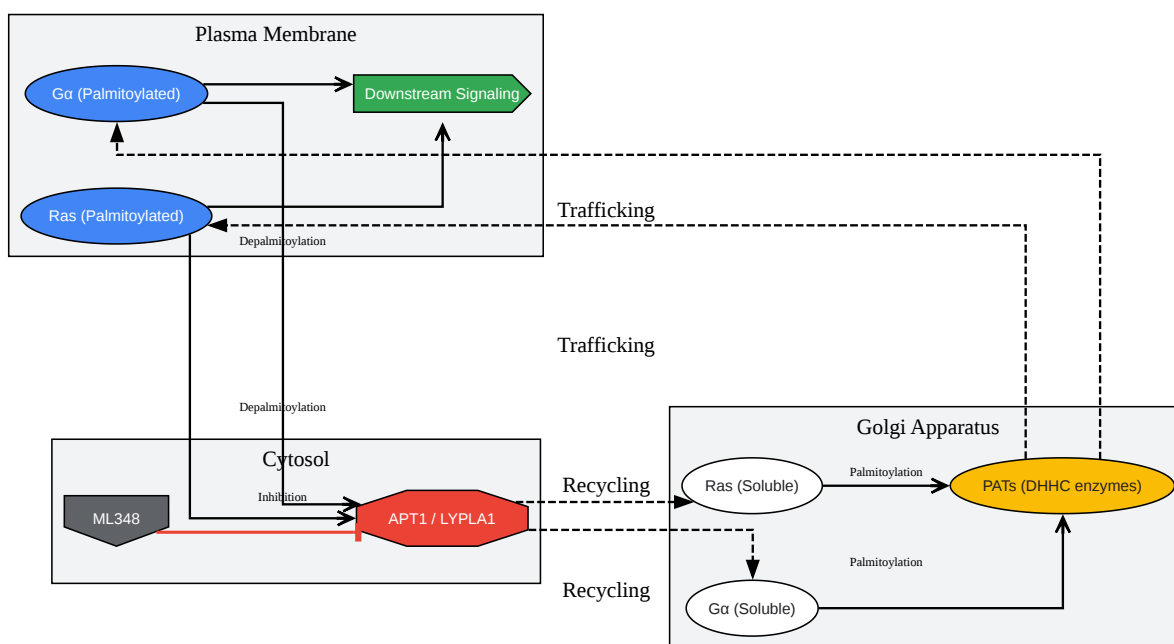 Plasma Membrane
Gα (Palmitoylated)
Downstream Signaling
Ras (Palmitoylated)
Trafficking
Depalmitoylation
Trafficking
Depalmitoylation
Golgi Apparatus
Cytosol
Palmitoylation
Ras (Soluble)
PATs (DHHC enzymes)
Recycling
Inhibition
ML348
APT1 / LYPLA1
Palmitoylation
Recycling
Gα (Soluble)